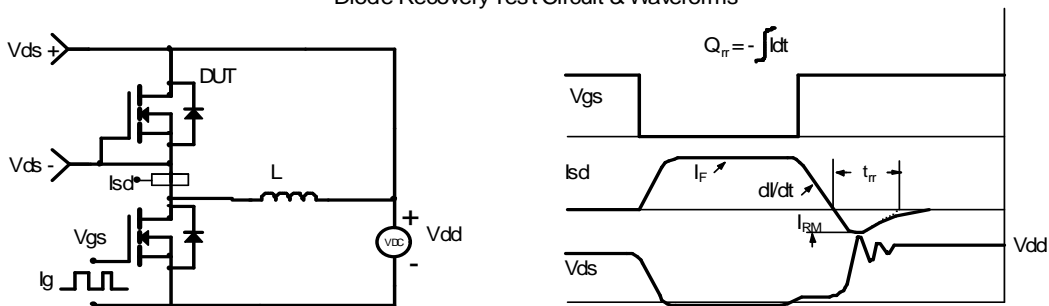 Diode Recovery Test Circuit & Waveforms
Vds +
DUT
Vds -
Isd
L
Vgs
Ig
VDC
+
-
Vdd
Qrr = - ∫Idt
Vgs
Isd
IF
dI/dt
trr
IRM
Vdd
Vds